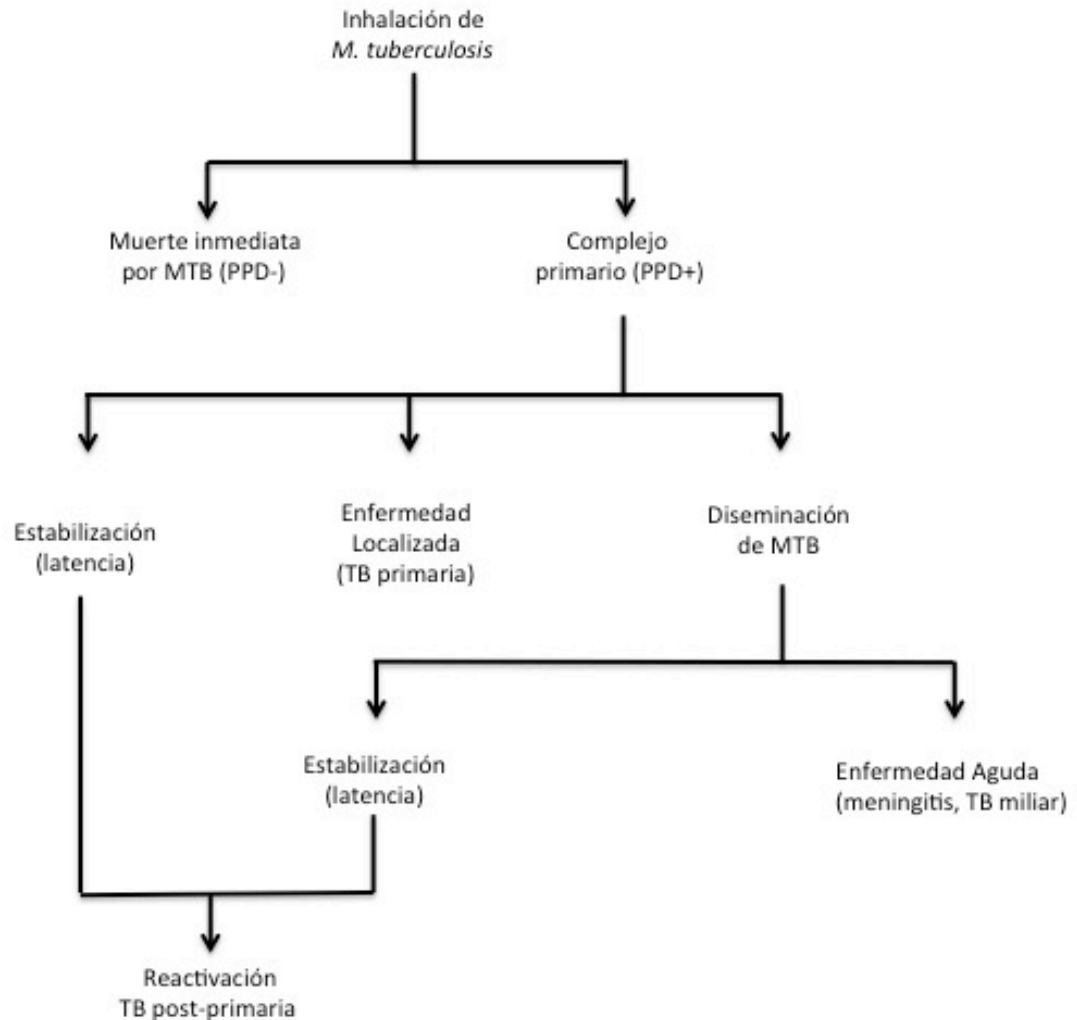 Inhalación de
M. tuberculosis
Muerte inmediata
por MTB (PPD-)
Complejo
primario (PPD+)
Estabilización
(latencia)
Enfermedad
Localizada
(TB primaria)
Diseminación
de MTB
Estabilización
(latencia)
Enfermedad Aguda
(meningitis, TB miliar)
Reactivación
TB post-primaria